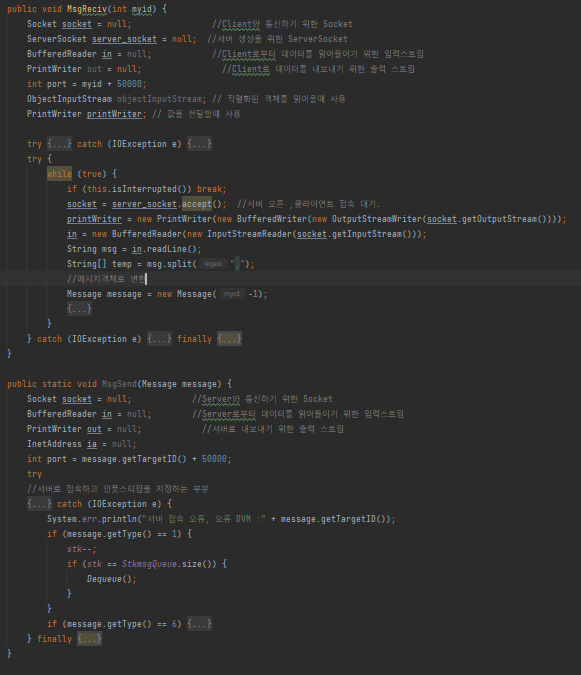 public void MsgReciv(int myid) {
Socket socket = null; //Client와 통신하기 위한 Socket
ServerSocket server_socket = null; //서버 생성을 위한 ServerSocket
BufferedReader in = null; //Client로부터 데이터를 읽어들이기 위한 입력스트림
PrintWriter out = null; //Client로 데이터를 내보내기 위한 출력 스트림
int port = myid + 50000;
ObjectInputStream objectInputStream; // 직렬화된 객체를 읽어올때 사용
PrintWriter printWriter; // 값을 전달할때 사용
try {...} catch (IOException e) {...}
try {
while (true) {
if (this.isInterrupted()) break;
socket = server_socket.accept(); //서버 오픈 ,클라이언트 접속 대기.
printWriter = new PrintWriter(new BufferedWriter(new OutputStreamWriter(socket.getOutputStream())));
in = new BufferedReader(new InputStreamReader(socket.getInputStream()));
String msg = in.readLine();
String[] temp = msg.split( regex: ",");
//메시지객체로 변환
Message message = new Message( myid: -1);
{...}
}
} catch (IOException e) {...} finally {...}
}
public static void MsgSend(Message message) {
Socket socket = null; //Server와 통신하기 위한 Socket
BufferedReader in = null; //Server로부터 데이터를 읽어들이기 위한 입력스트림
PrintWriter out = null; //서버로 내보내기 위한 출력 스트림
InetAddress ia = null;
int port = message.getTargetID() + 50000;
try
//서버로 접속하고 인풋스티림을 지정하는 부분
{...} catch (IOException e) {
System.err.println("서버 접속 오류, 오류 DVM :" + message.getTargetID());
if (message.getType() == 1) {
stk--;
if (stk == StkmsgQueue.size()) {
Dequeue();
}
}
if (message.getType() == 6) {...}
} finally {...}
}